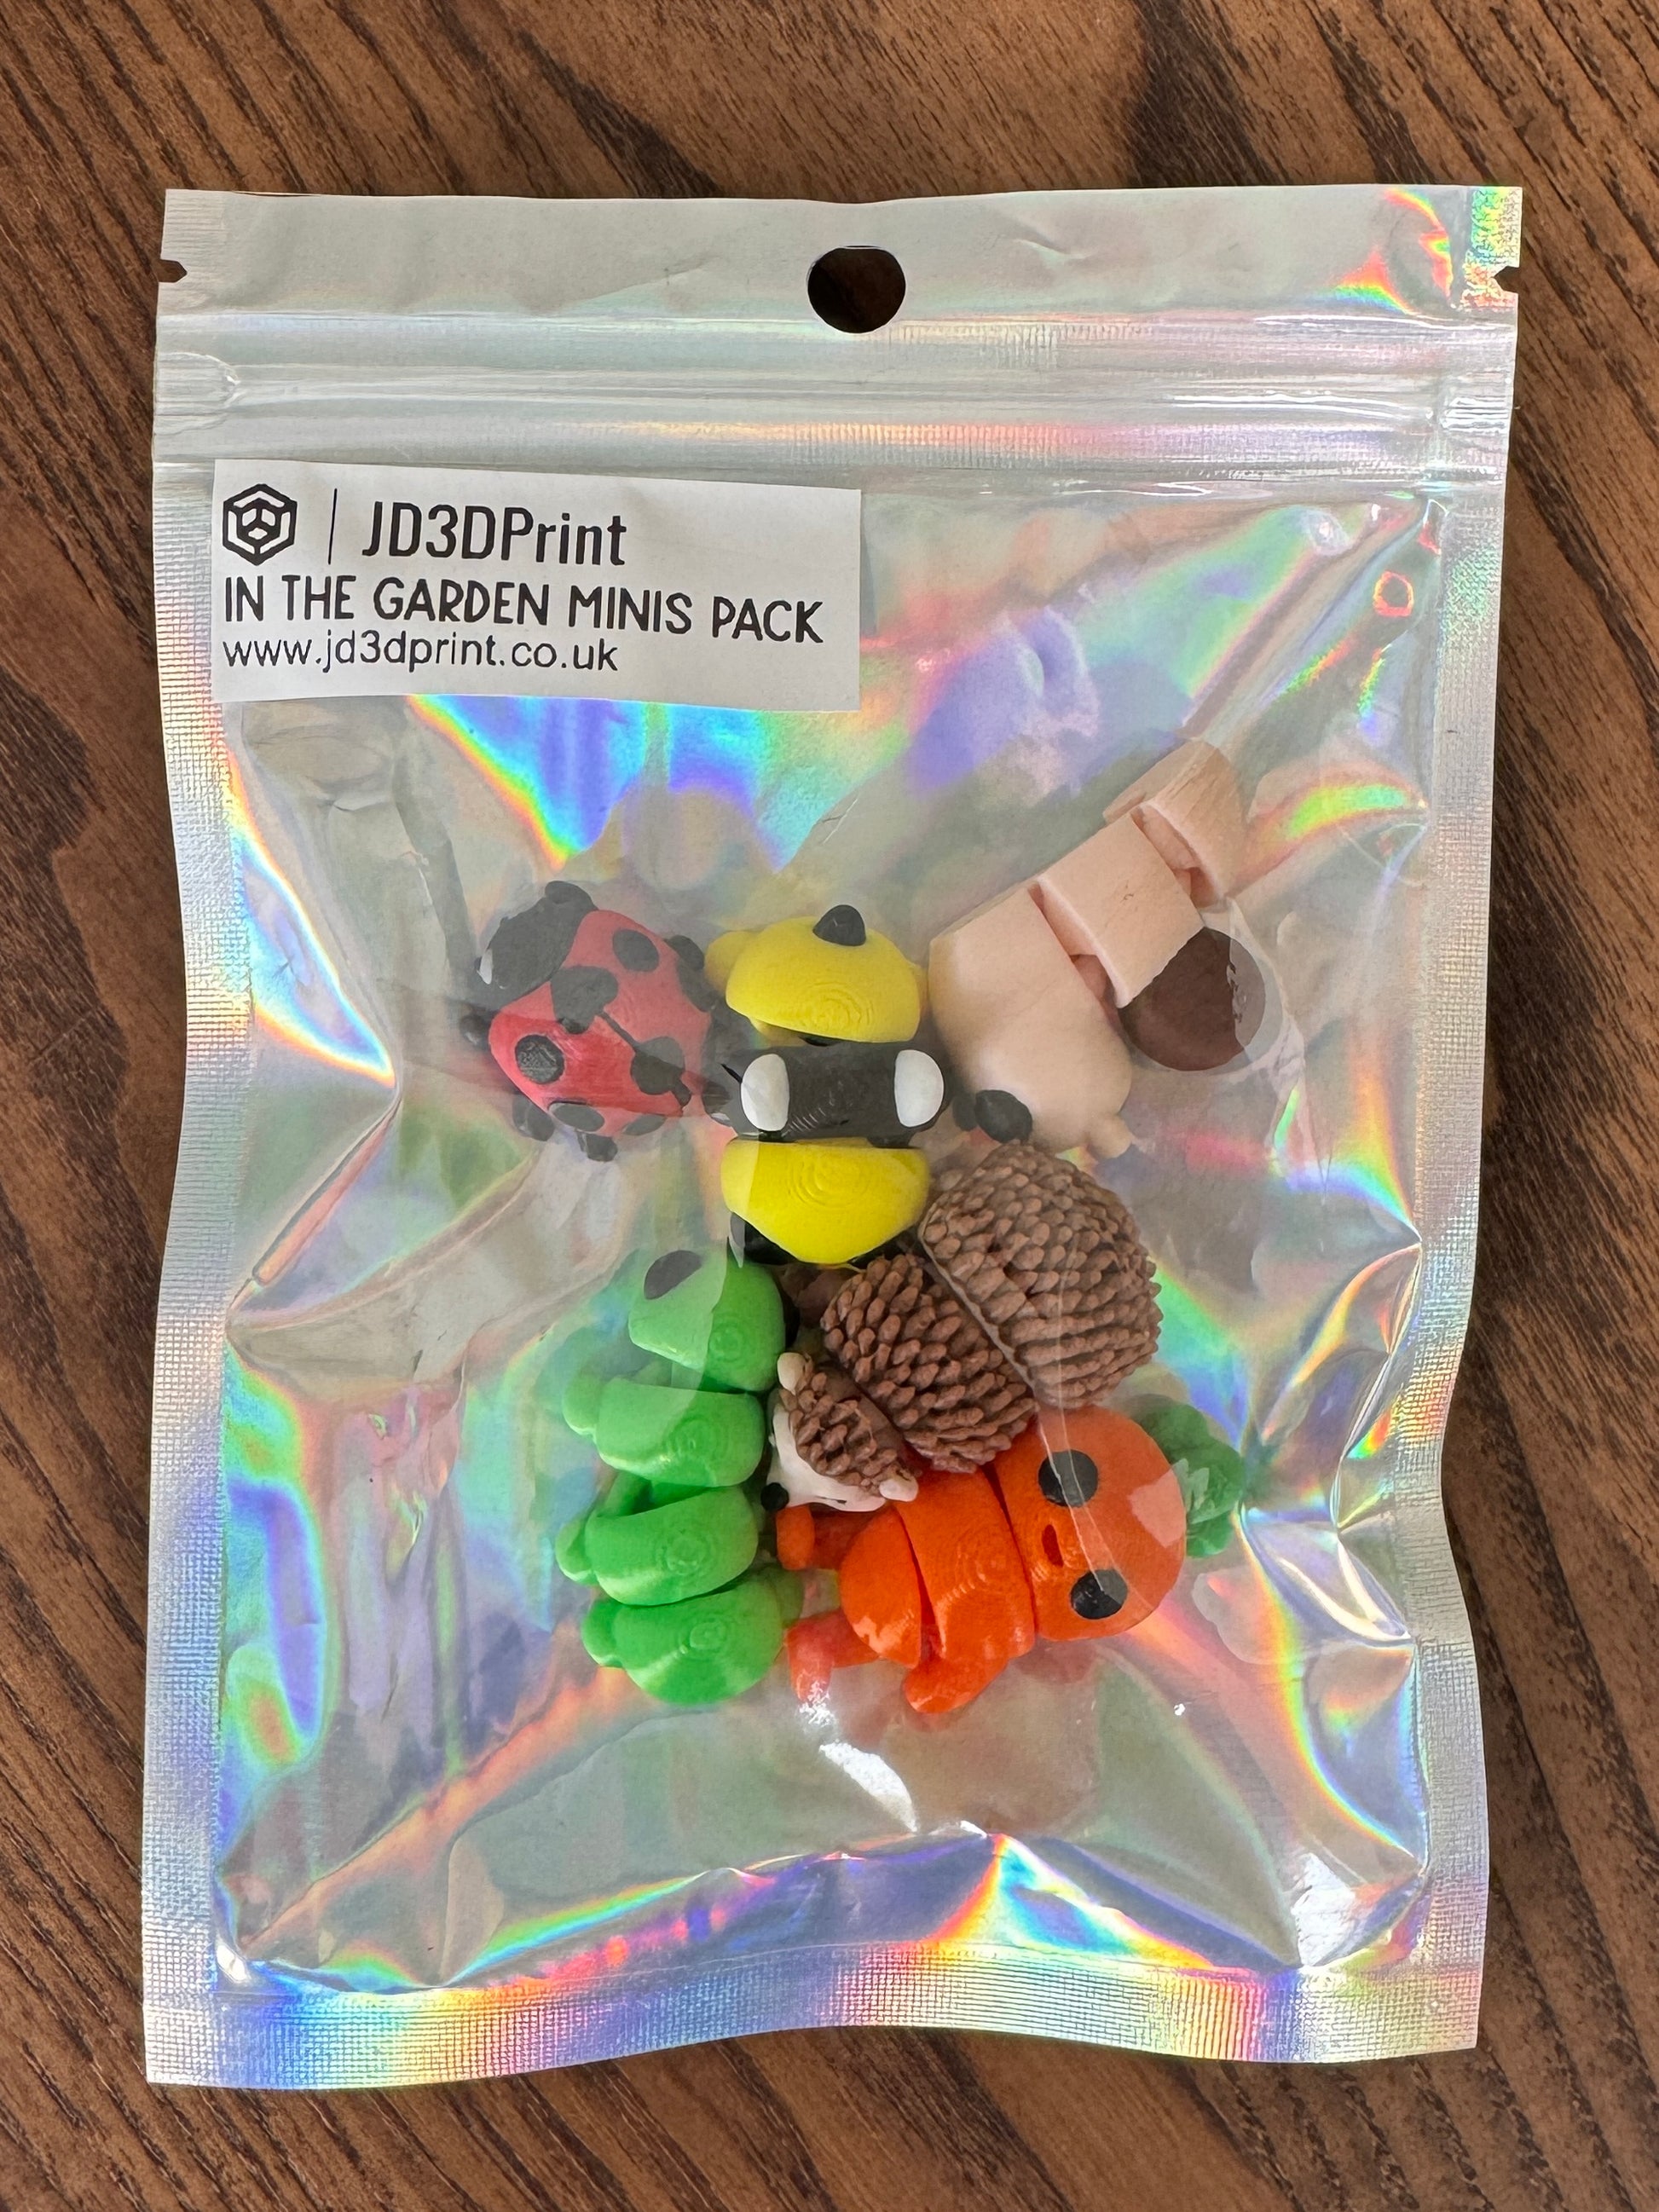 JD3DPrint
IN THE GARDEN MINIS PACK
www.jd3dprint.co.uk